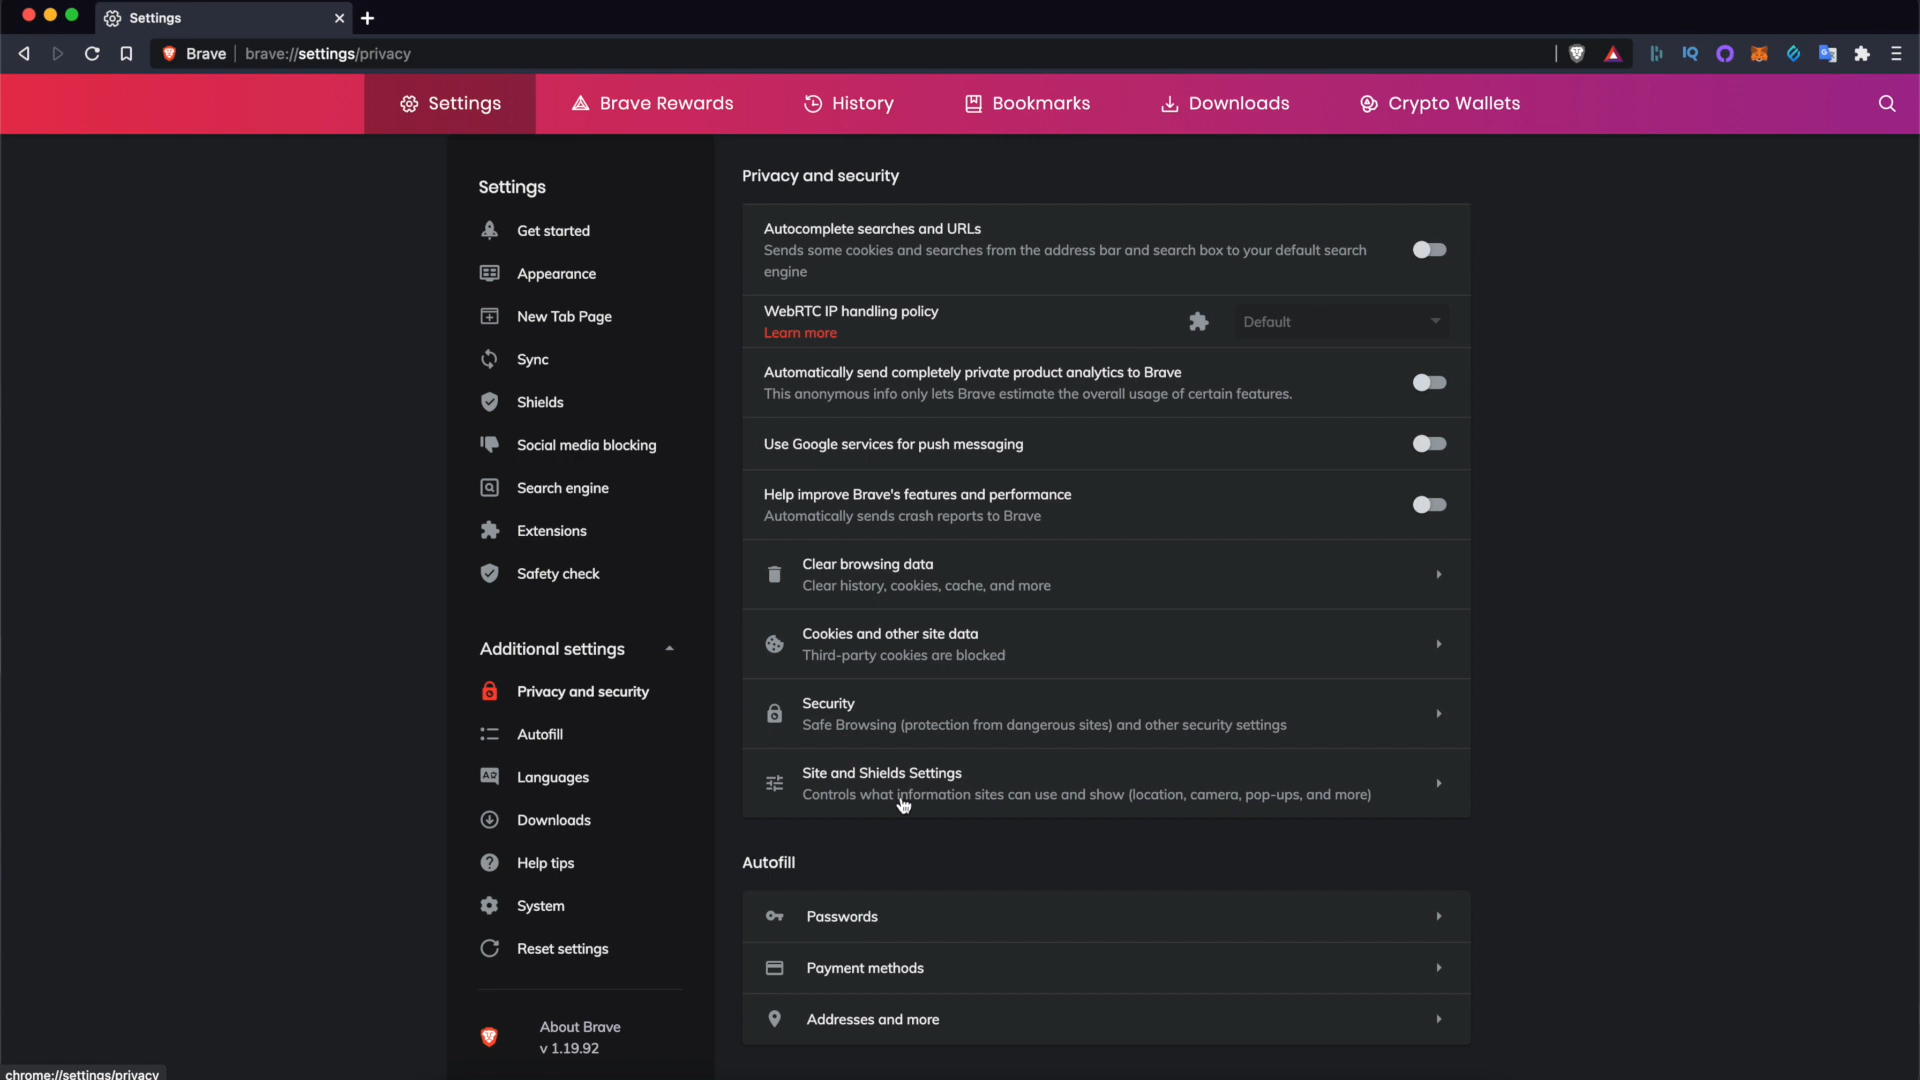 Settings
Brave
brave://settings/privacy
Settings
Brave Rewards
History
Bookmarks
Downloads
Crypto Wallets
Settings
Get started
Appearance
New Tab Page
Sync
Shields
Social media blocking
Search engine
Extensions
Safety check
Additional settings
Privacy and security
Autofill
Languages
Downloads
Help tips
System
Reset settings
About Brave
v 1.19.92
Privacy and security
Autocomplete searches and URLs
Sends some cookies and searches from the address bar and search box to your default search
engine
WebRTC IP handling policy
Learn more
Default
Automatically send completely private product analytics to Brave
This anonymous info only lets Brave estimate the overall usage of certain features.
Use Google services for push messaging
Help improve Brave's features and performance
Automatically sends crash reports to Brave
Clear browsing data
Clear history, cookies, cache, and more
Cookies and other site data
Third-party cookies are blocked
Security
Safe Browsing (protection from dangerous sites) and other security settings
Site and Shields Settings
Controls what information sites can use and show (location, camera, pop-ups, and more)
Autofill
Passwords
Payment methods
Addresses and more
chrome://settings/privacy